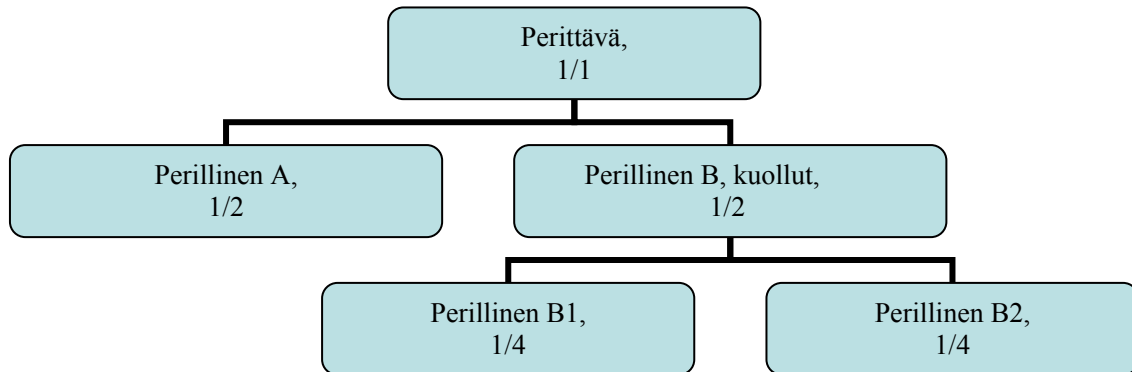 Perittävä,
1/1
Perillinen A,
1/2
Perillinen B, kuollut,
1/2
Perillinen B1,
1/4
Perillinen B2,
1/4